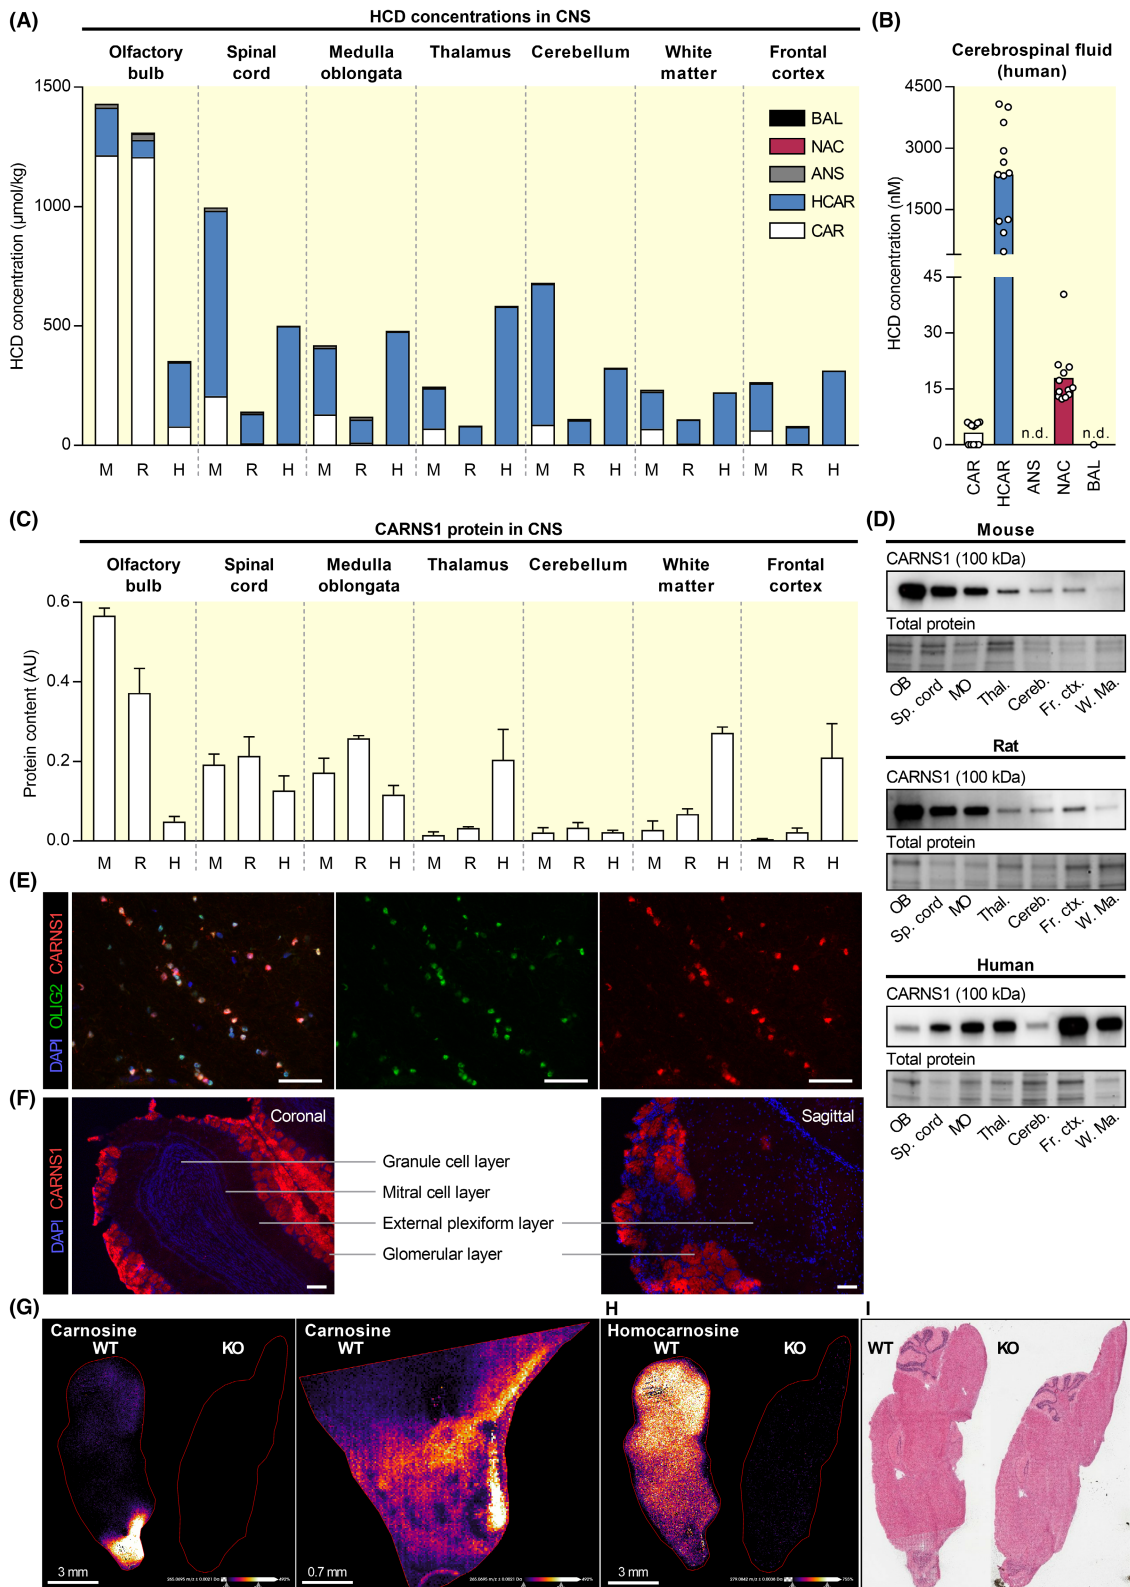 (A)
HCD concentrations in CNS
Olfactory bulb
Spinal cord
Medulla oblongata
Thalamus
Cerebellum
White matter
Frontal cortex
HCD concentration (µmol/kg)
1500
1000
500
0
BAL
NAC
ANS
HCAR
CAR
M R H M R H M R H M R H M R H M R H M R H
(B)
Cerebrospinal fluid
(human)
HCD concentration (nM)
4500
3000
1500
45
30
15
0
n.d.
n.d.
CAR
HCAR
ANS
NAC
BAL
(C)
CARNS1 protein in CNS
Olfactory bulb
Spinal cord
Medulla oblongata
Thalamus
Cerebellum
White matter
Frontal cortex
Protein content (AU)
0.6
0.4
0.2
0.0
M R H M R H M R H M R H M R H M R H M R H
(D)
Mouse
CARNS1 (100 kDa)
Total protein
OB Sp. cord MO Thal. Cereb. Fr. ctx. W. Ma.
Rat
CARNS1 (100 kDa)
Total protein
OB Sp. cord MO Thal. Cereb. Fr. ctx. W. Ma.
Human
CARNS1 (100 kDa)
Total protein
OB Sp. cord MO Thal. Cereb. Fr. ctx. W. Ma.
(E)
DAPI OLIG2 CARNS1
(F)
DAPI CARNS1
Coronal
Sagittal
Granule cell layer
Mitral cell layer
External plexiform layer
Glomerular layer
(G)
Carnosine
WT
KO
3 mm
Carnosine
WT
0.7 mm
H
Homocarnosine
WT
KO
3 mm
I
WT
KO